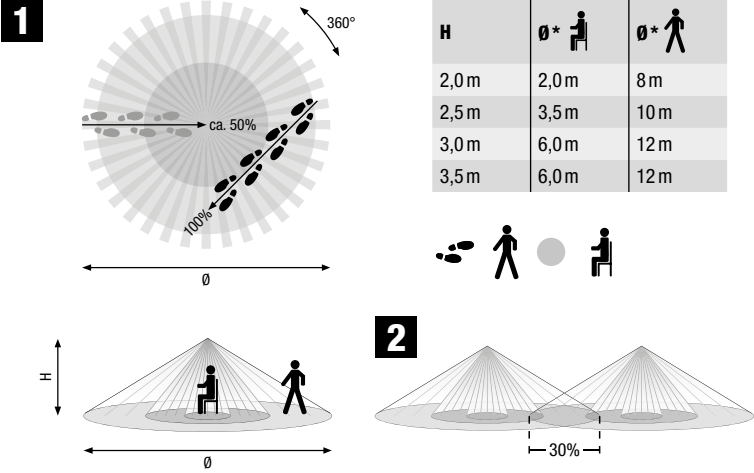 1
360°
ca. 50%
100%
Ø
H Ø* Ø*
2,0 m 2,0 m 8 m
2,5 m 3,5 m 10 m
3,0 m 6,0 m 12 m
3,5 m 6,0 m 12 m
H
Ø
2
30%